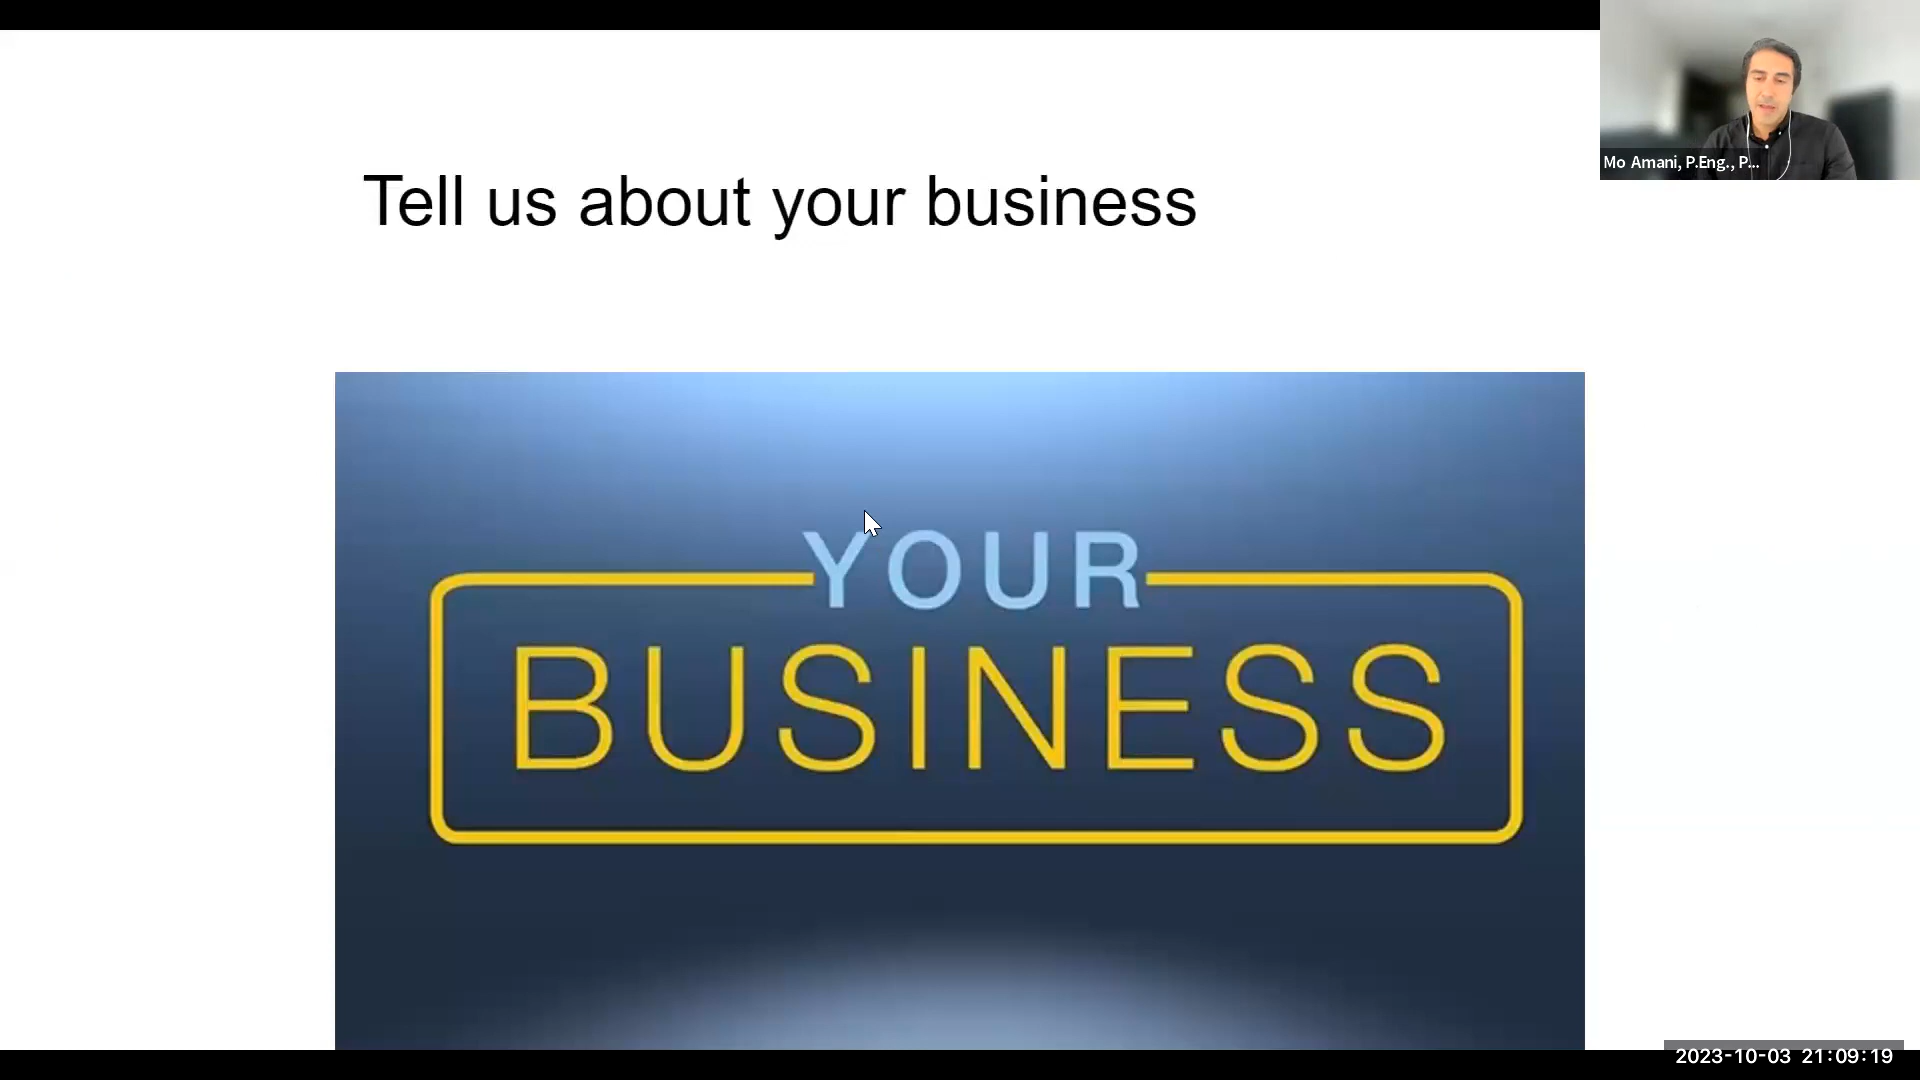 Mo Amani, P.Eng., P...
Tell us about your business
YOUR
BUSINESS
2023-10-03 21:09:19